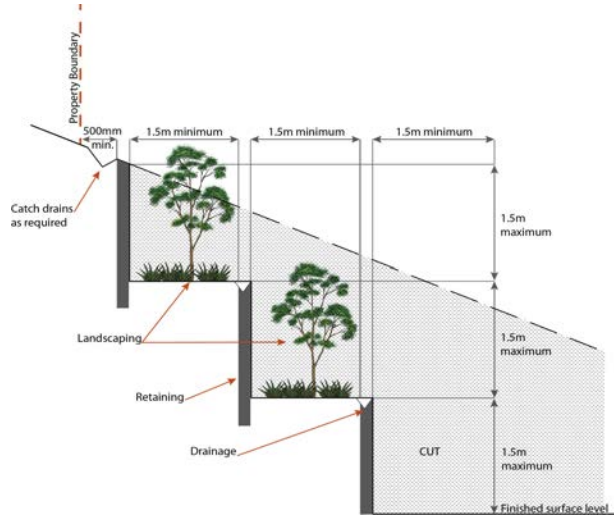 Property Boundary
500mm
min.
1.5m minimum
1.5m minimum
1.5m minimum
Catch drains
as required
1.5m
maximum
Landscaping
1.5m
maximum
Retaining
Drainage
CUT
1.5m
maximum
Finished surface level